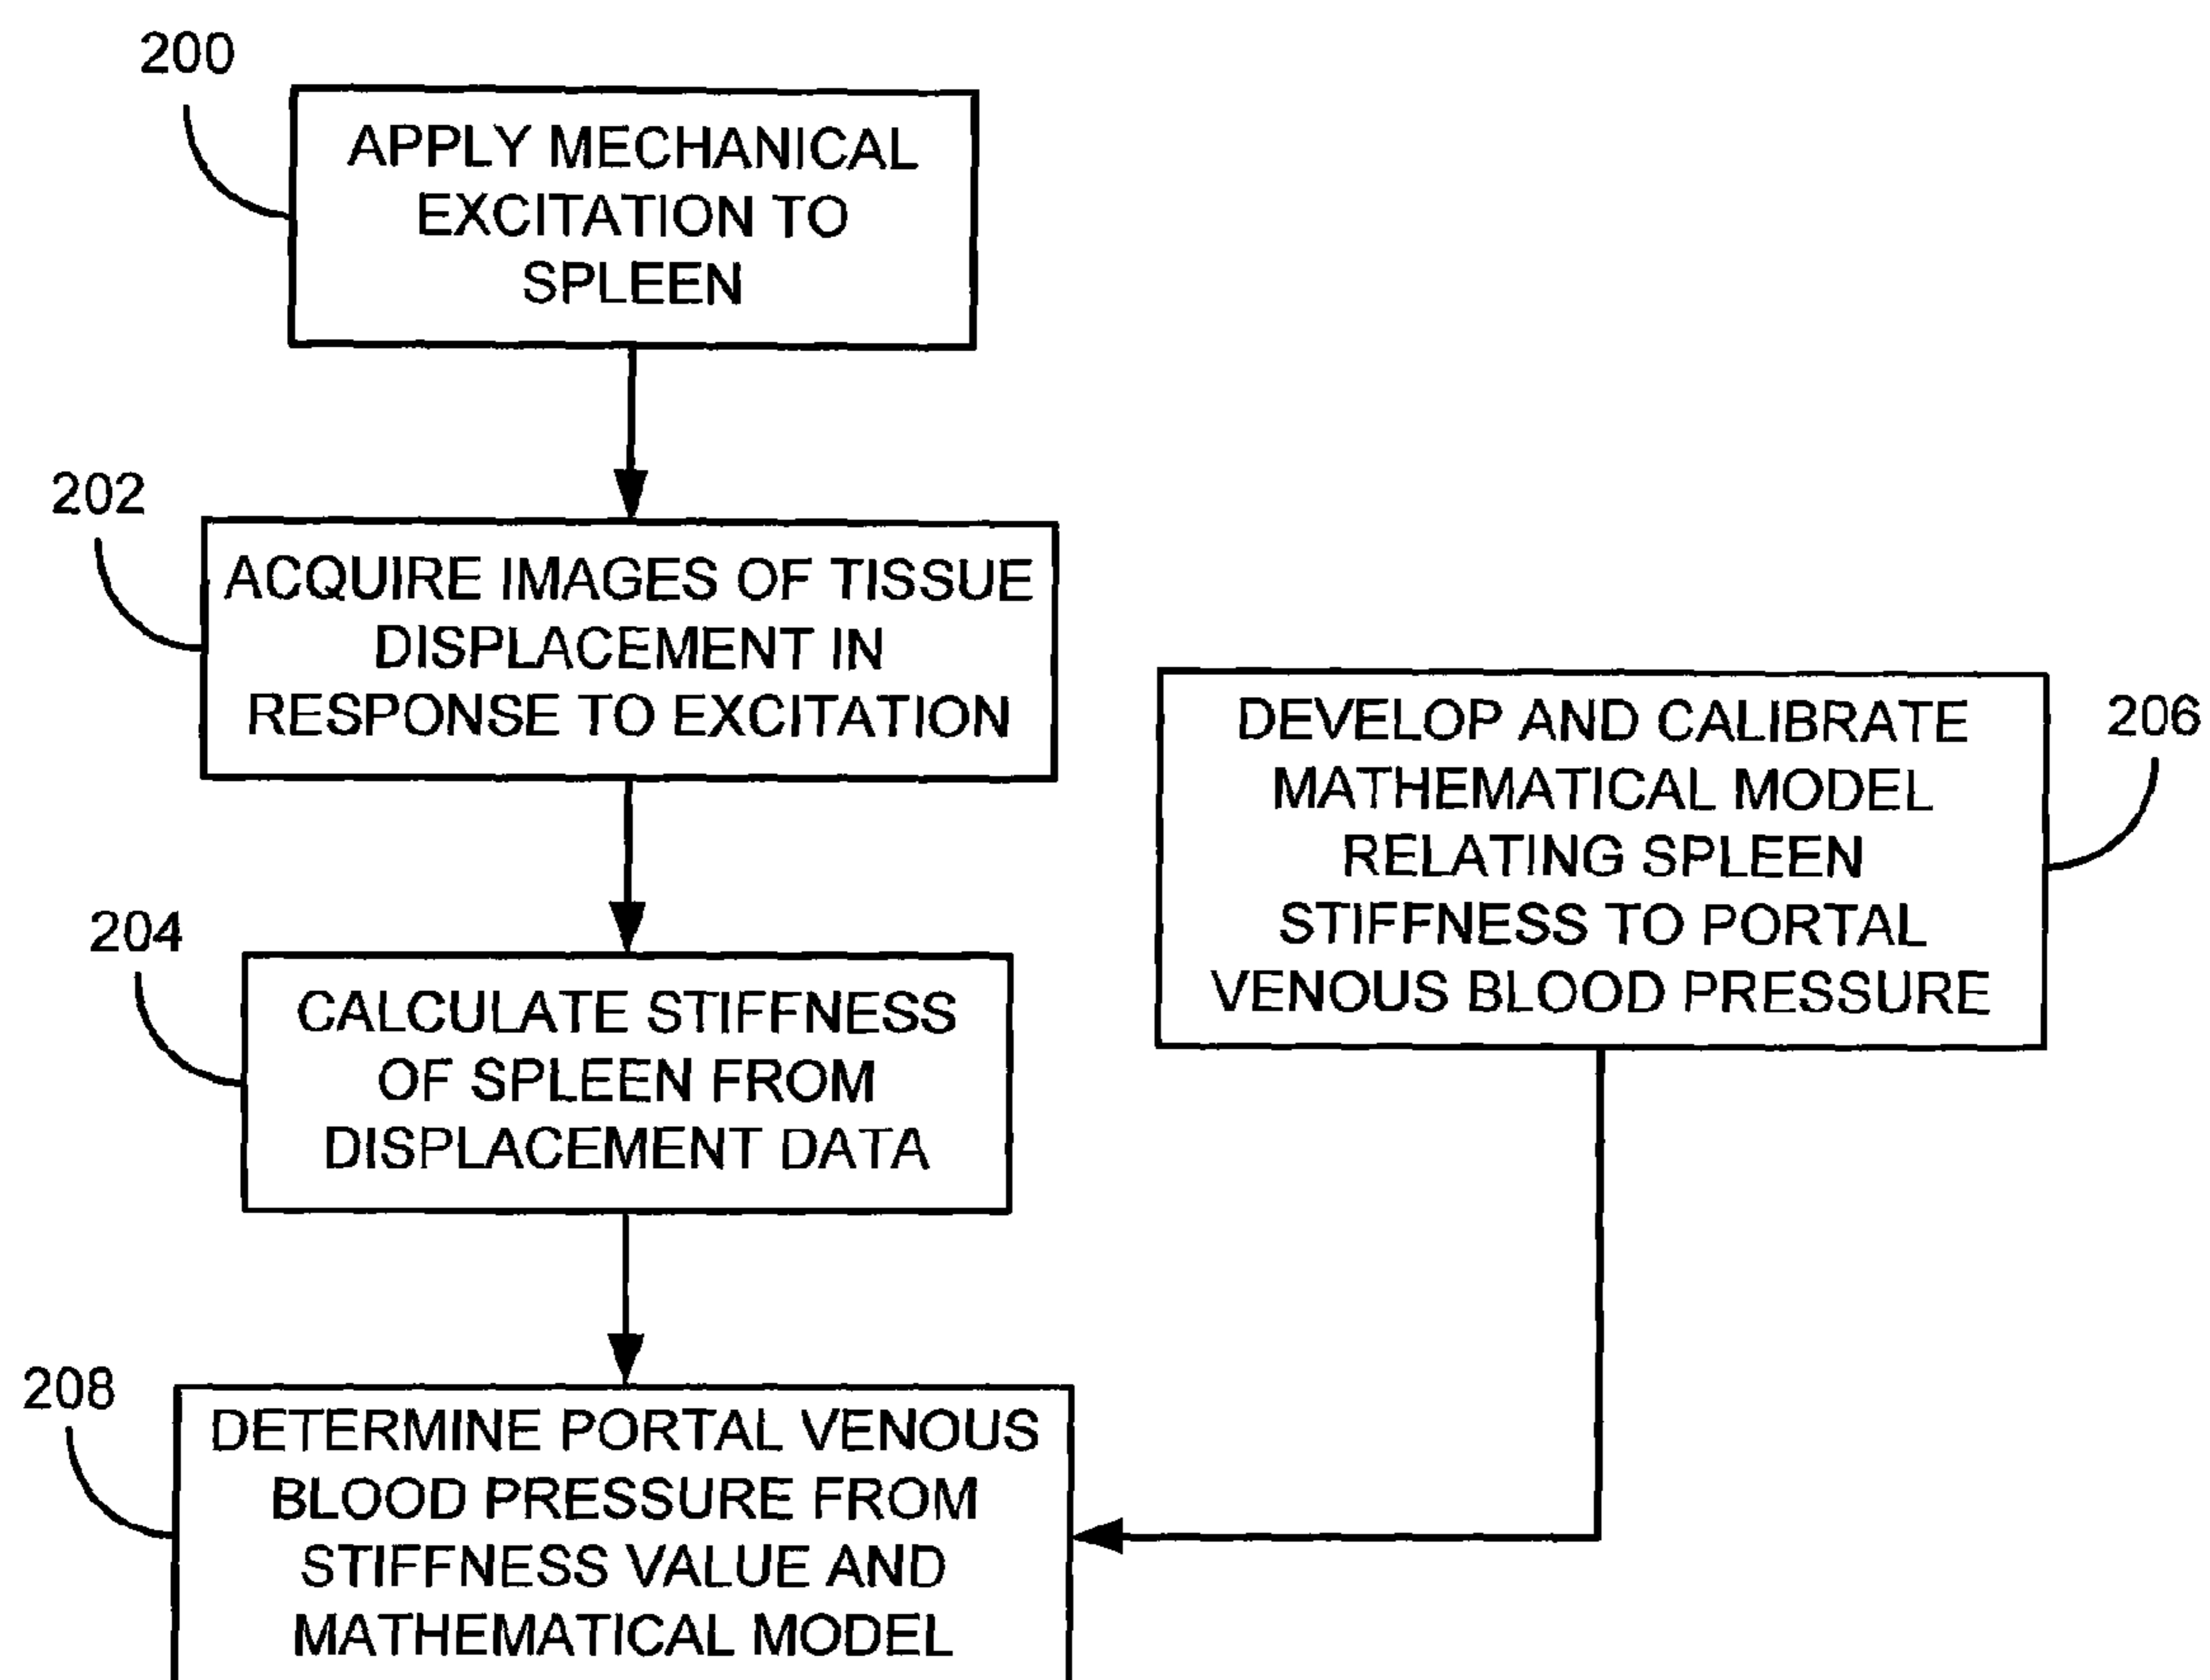 200
APPLY MECHANICAL
EXCITATION TO
SPLEEN
202
ACQUIRE IMAGES OF TISSUE
DISPLACEMENT IN
RESPONSE TO EXCITATION
204
CALCULATE STIFFNESS
OF SPLEEN FROM
DISPLACEMENT DATA
206
DEVELOP AND CALIBRATE
MATHEMATICAL MODEL
RELATING SPLEEN
STIFFNESS TO PORTAL
VENOUS BLOOD PRESSURE
208
DETERMINE PORTAL VENOUS
BLOOD PRESSURE FROM
STIFFNESS VALUE AND
MATHEMATICAL MODEL